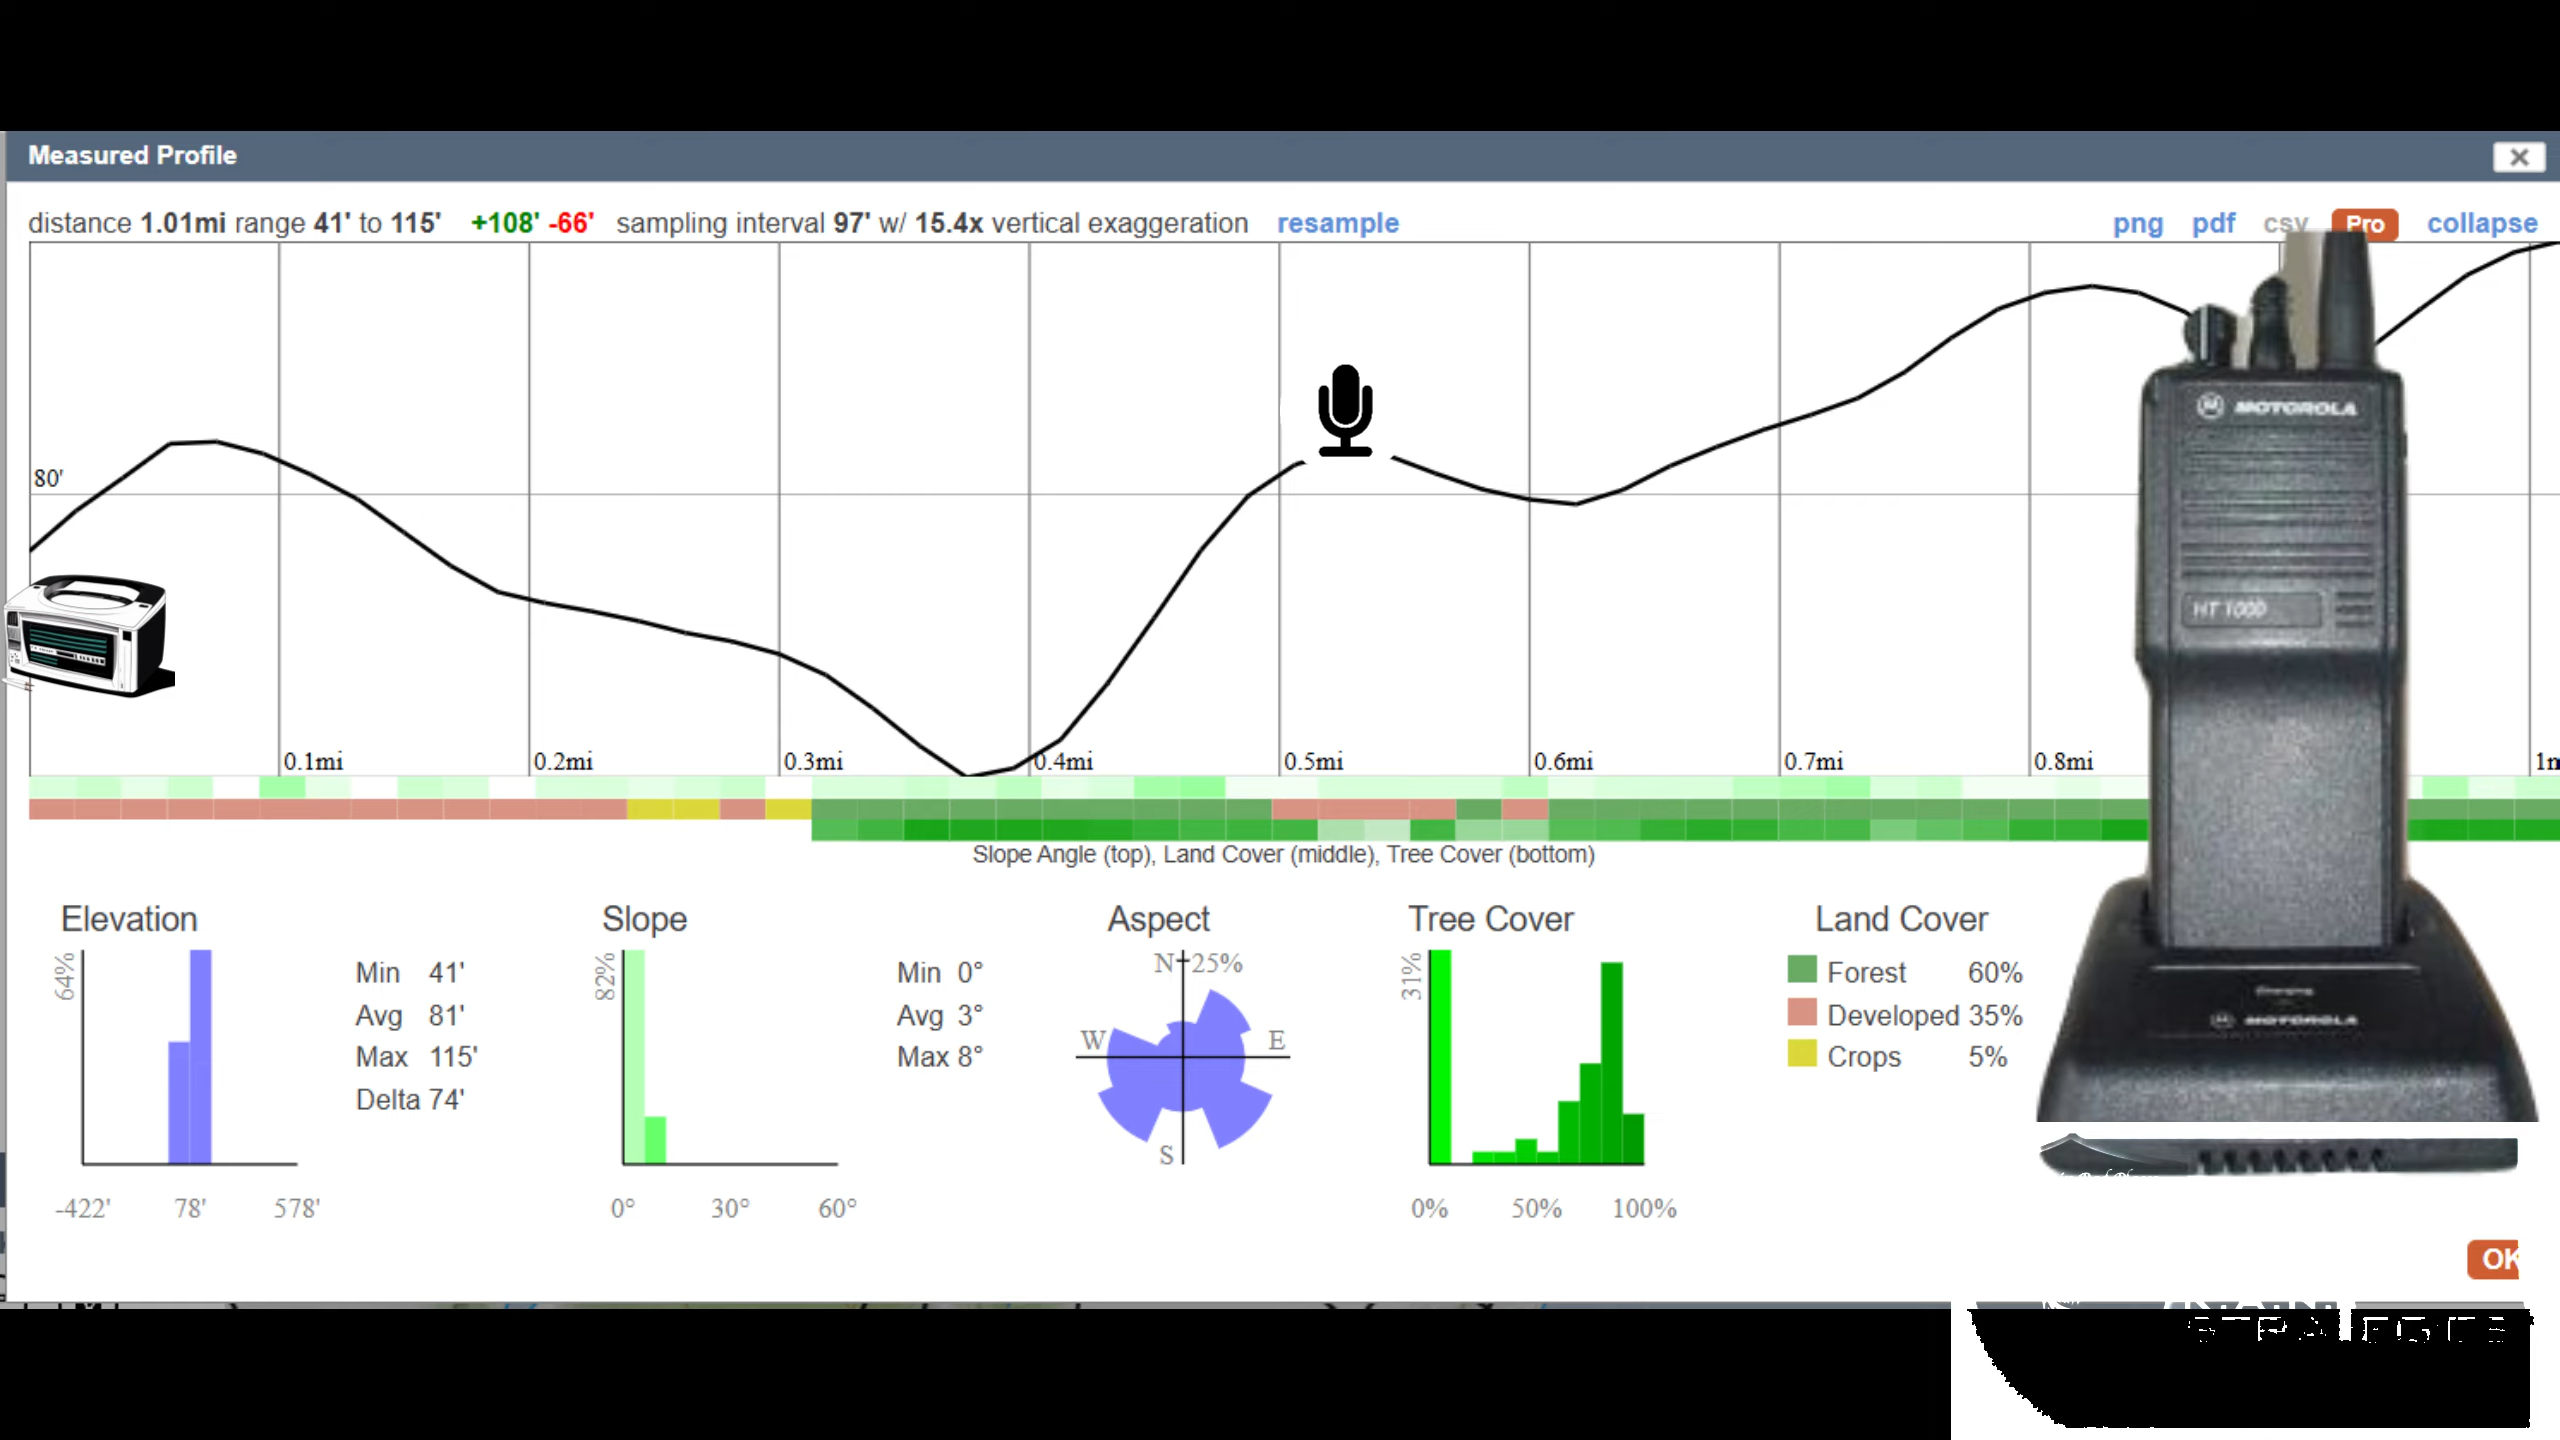 Measured Profile
distance 1.01mi range 41' to 115' +108' -66' sampling interval 97' w/ 15.4x vertical exaggeration resample png pdf csv Pro collapse
80'
MOTOROLA
HT 1000
0.1mi 0.2mi 0.3mi 0.4mi 0.5mi 0.6mi 0.7mi 0.8mi 1m
Slope Angle (top), Land Cover (middle), Tree Cover (bottom)
Elevation
64%
-422' 78' 578'
Min 41'
Avg 81'
Max 115'
Delta 74'
Slope
82%
0° 30° 60°
Min 0°
Avg 3°
Max 8°
Aspect
N 25%
W E
S
Tree Cover
31%
0% 50% 100%
Land Cover
Forest 60%
Developed 35%
Crops 5%
MOTOROLA
OK